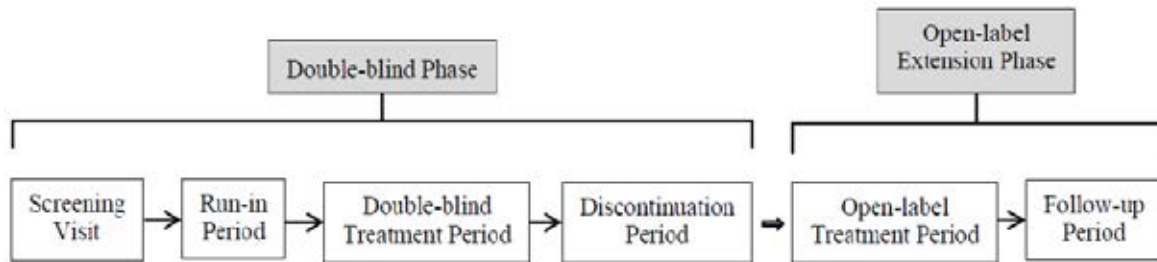 Double-blind Phase
Open-label
Extension Phase
Screening
Visit
Run-in
Period
Double-blind
Treatment Period
Discontinuation
Period
Open-label
Treatment Period
Follow-up
Period